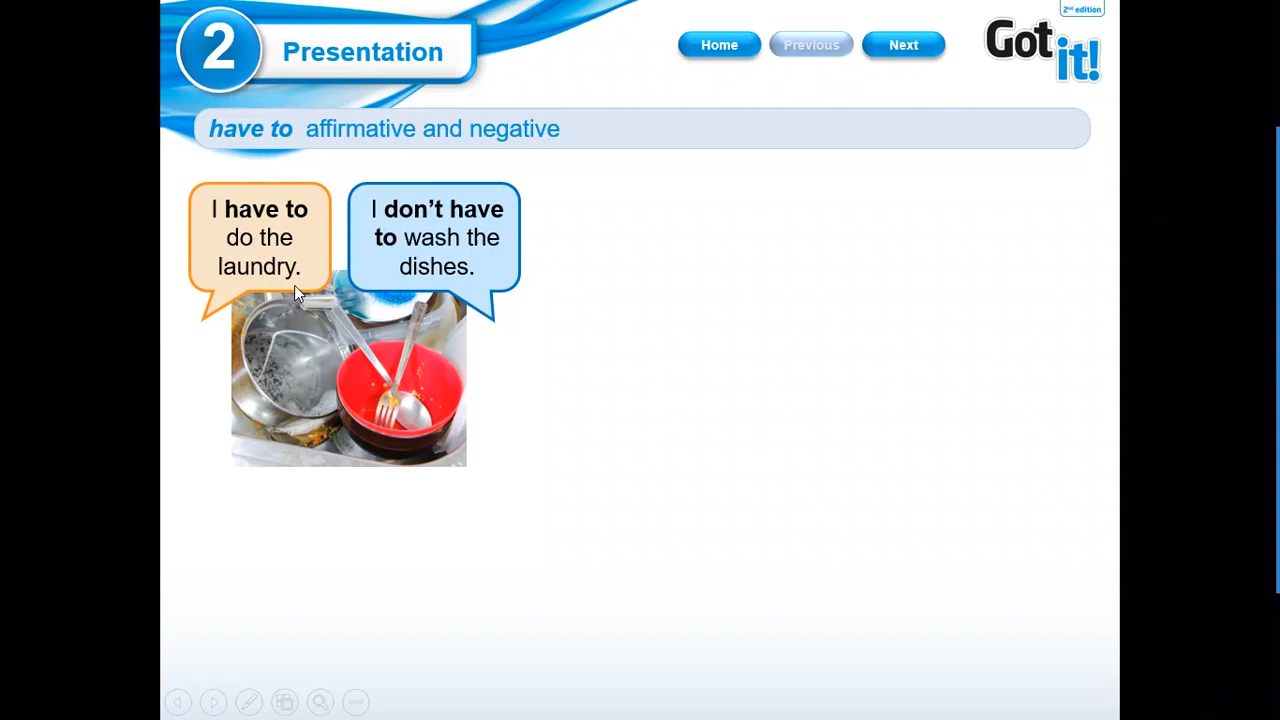 2nd edition
2
Presentation
Home
Previous
Next
Got it!
have to affirmative and negative
I have to
do the
laundry.
I don’t have
to wash the
dishes.